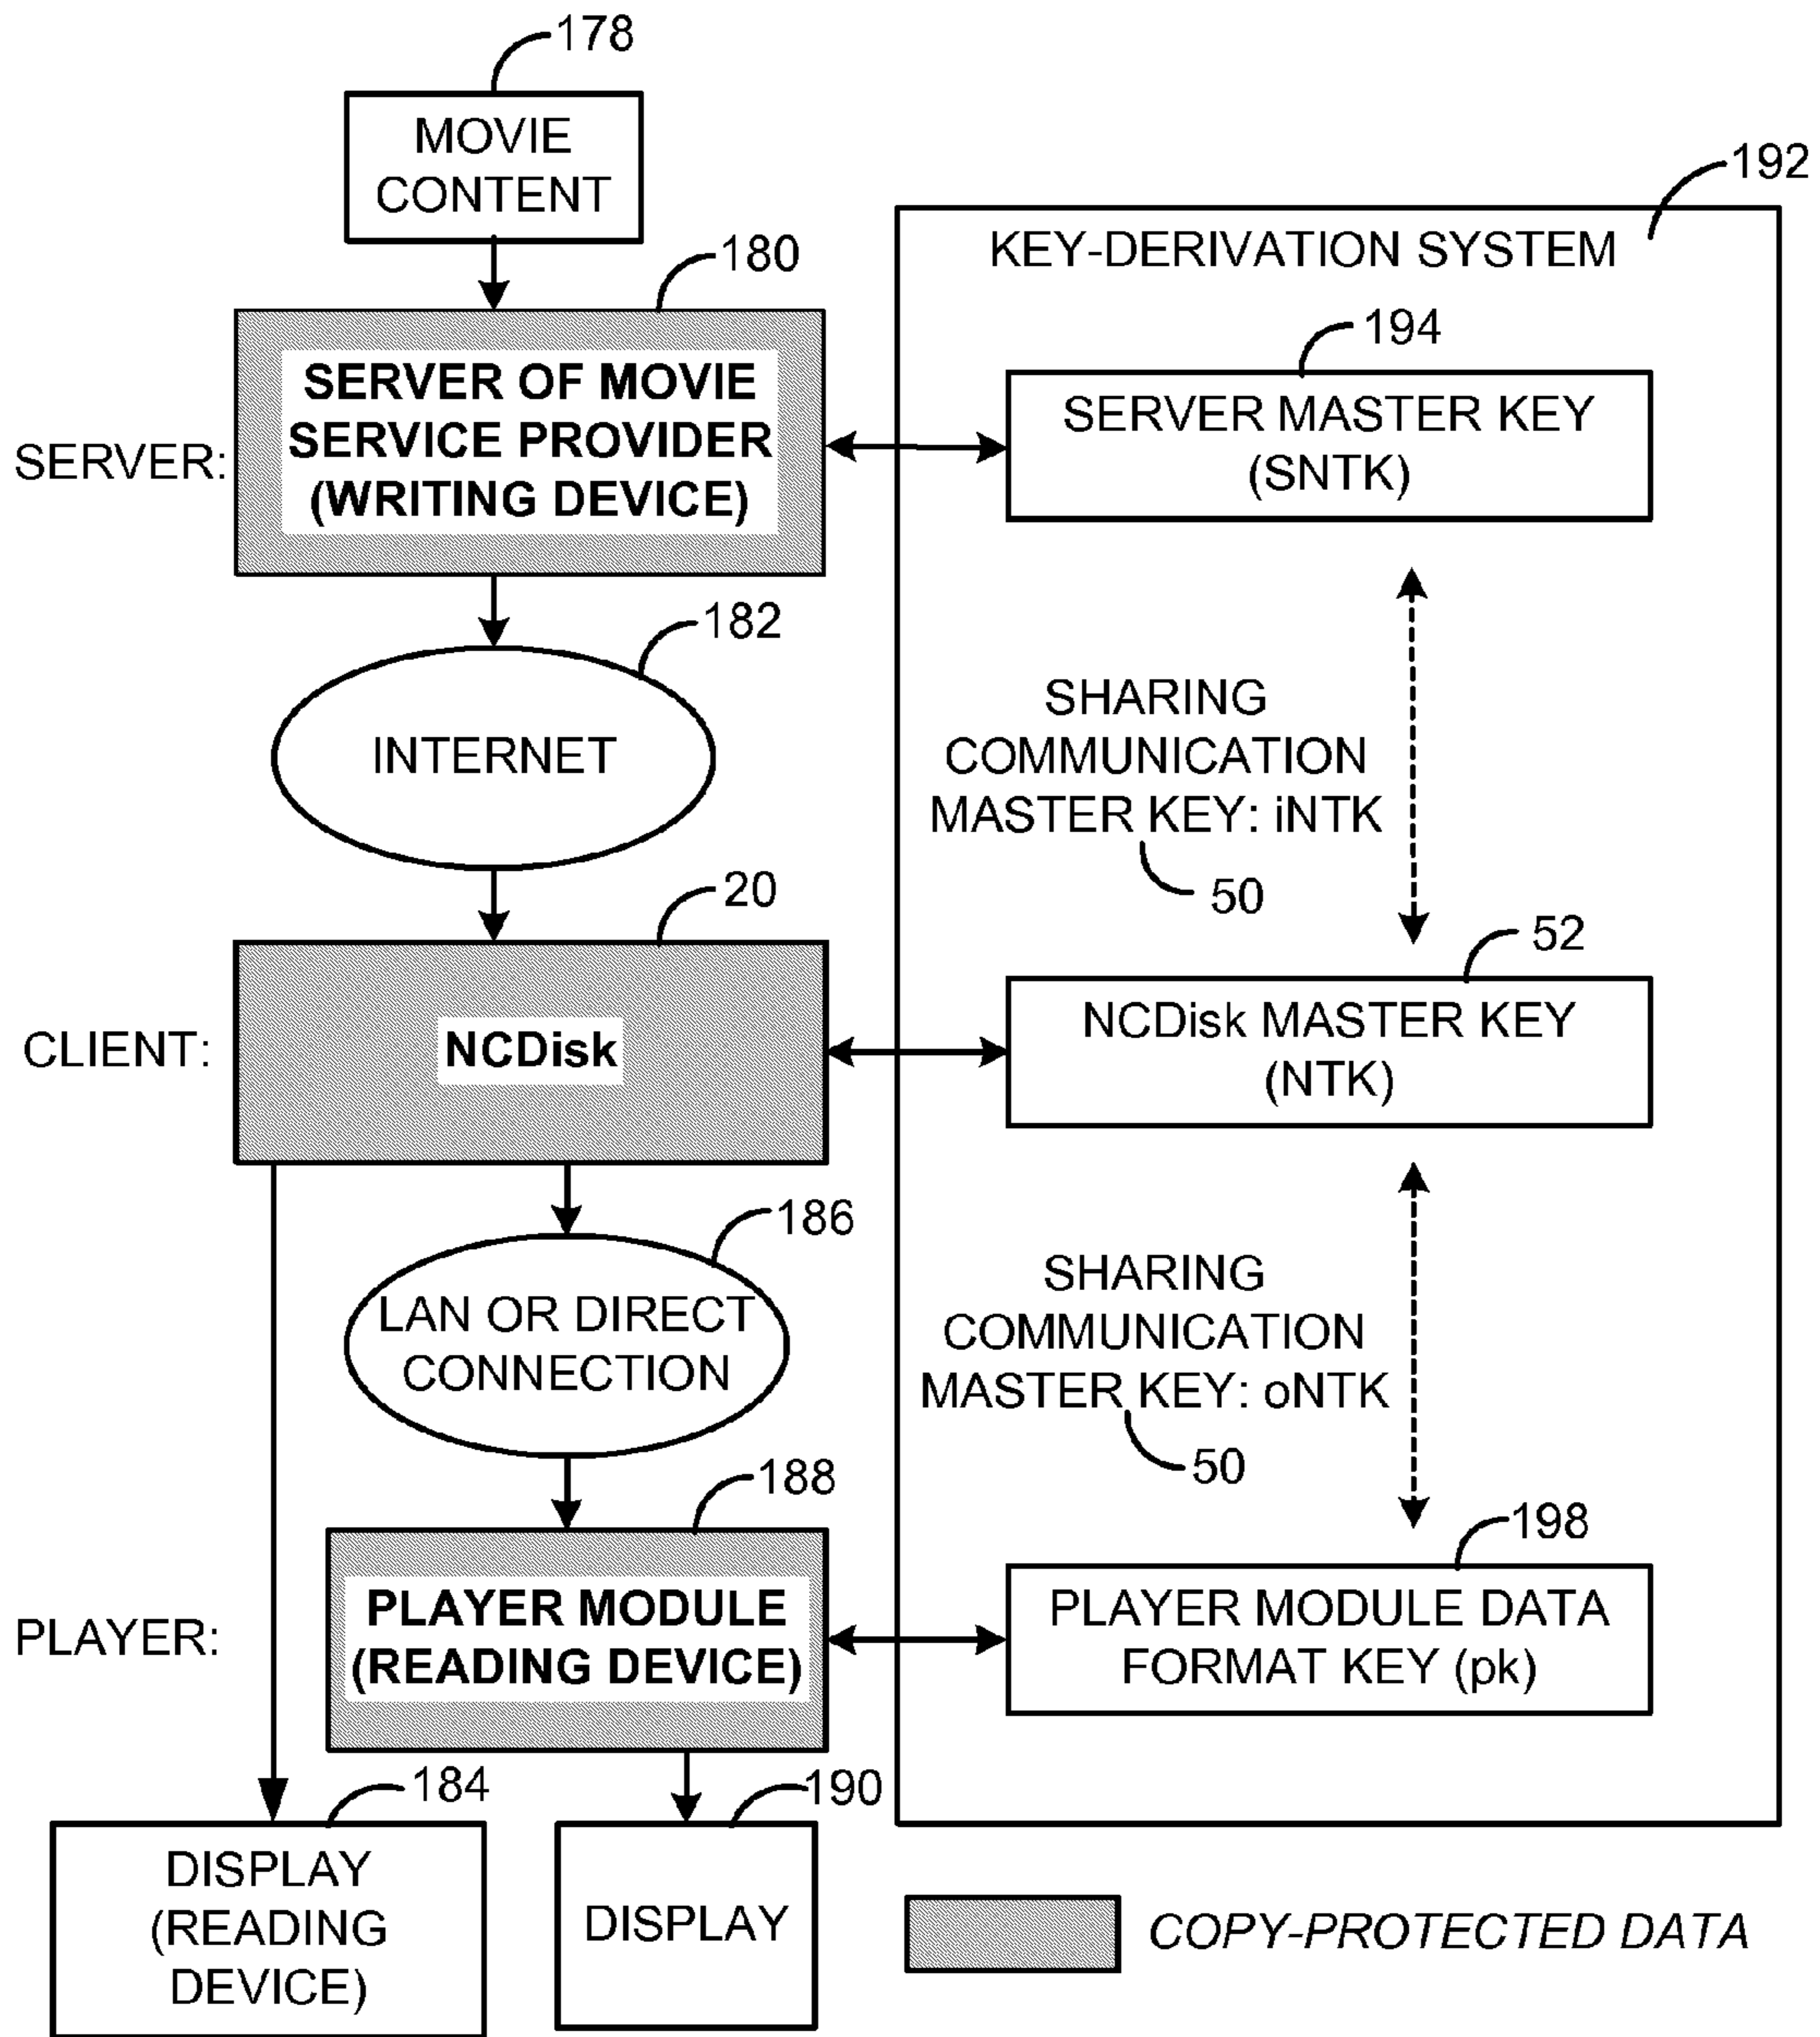 178
MOVIE
CONTENT
192
KEY-DERIVATION SYSTEM
180
194
SERVER OF MOVIE
SERVICE PROVIDER
(WRITING DEVICE)
SERVER:
SERVER MASTER KEY
(SNTK)
182
INTERNET
SHARING
COMMUNICATION
MASTER KEY: iNTK
50
20
52
CLIENT:
NCDisk
NCDisk MASTER KEY
(NTK)
186
LAN OR DIRECT
CONNECTION
SHARING
COMMUNICATION
MASTER KEY: oNTK
50
188
198
PLAYER:
PLAYER MODULE
(READING DEVICE)
PLAYER MODULE DATA
FORMAT KEY (pk)
184
190
DISPLAY
(READING
DEVICE)
DISPLAY
COPY-PROTECTED DATA